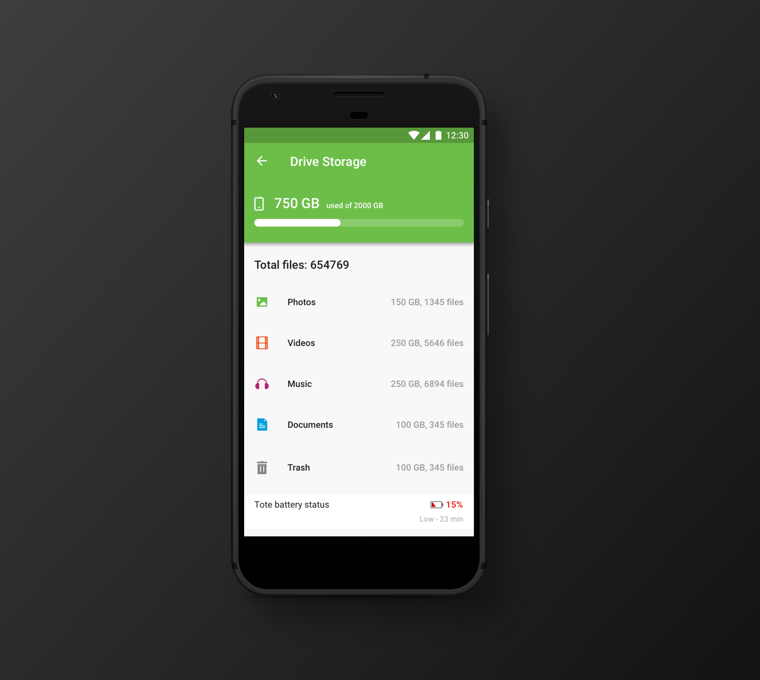 12:30
Drive Storage
750 GB used of 2000 GB
Total files: 654769
Photos 150 GB, 1345 files
Videos 250 GB, 5646 files
Music 250 GB, 6894 files
Documents 100 GB, 345 files
Trash 100 GB, 345 files
Tote battery status 15%
Low - 23 min